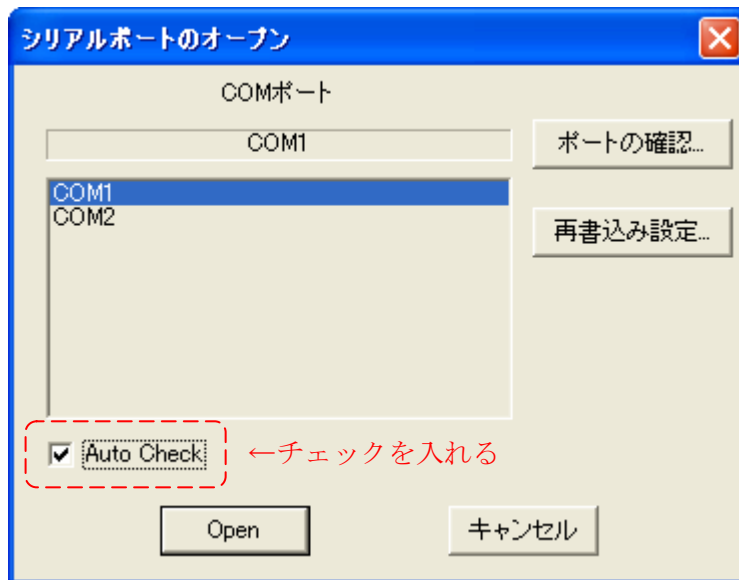 シリアルポートのオープン
COMポート
COM1
ポートの確認...
COM1
COM2
再書込み設定...
Auto Check
←チェックを入れる
Open
キャンセル